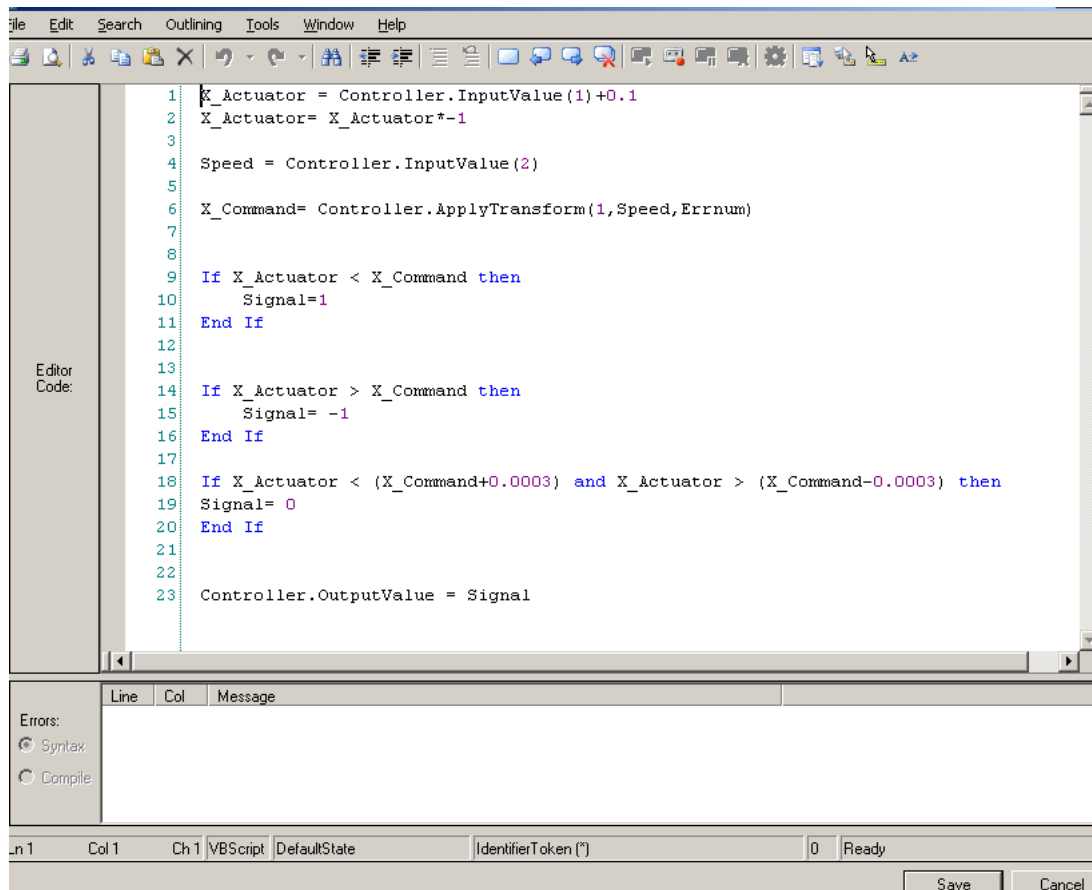 File Edit Search Outlining Tools Window Help
1 X_Actuator = Controller.InputValue(1)+0.1
2 X_Actuator= X_Actuator*-1
3
4 Speed = Controller.InputValue(2)
5
6 X_Command= Controller.ApplyTransform(1,Speed,Errnum)
7
8
9 If X_Actuator < X_Command then
10 Signal=1
11 End If
12
13
Editor
Code:
14 If X_Actuator > X_Command then
15 Signal= -1
16 End If
17
18 If X_Actuator < (X_Command+0.0003) and X_Actuator > (X_Command-0.0003) then
19 Signal= 0
20 End If
21
22
23 Controller.OutputValue = Signal
Line Col Message
Errors:
Syntax
Compile
Ln 1 Col 1 Ch 1 VBScript DefaultState IdentifierToken (*) 0 Ready
Save Cancel